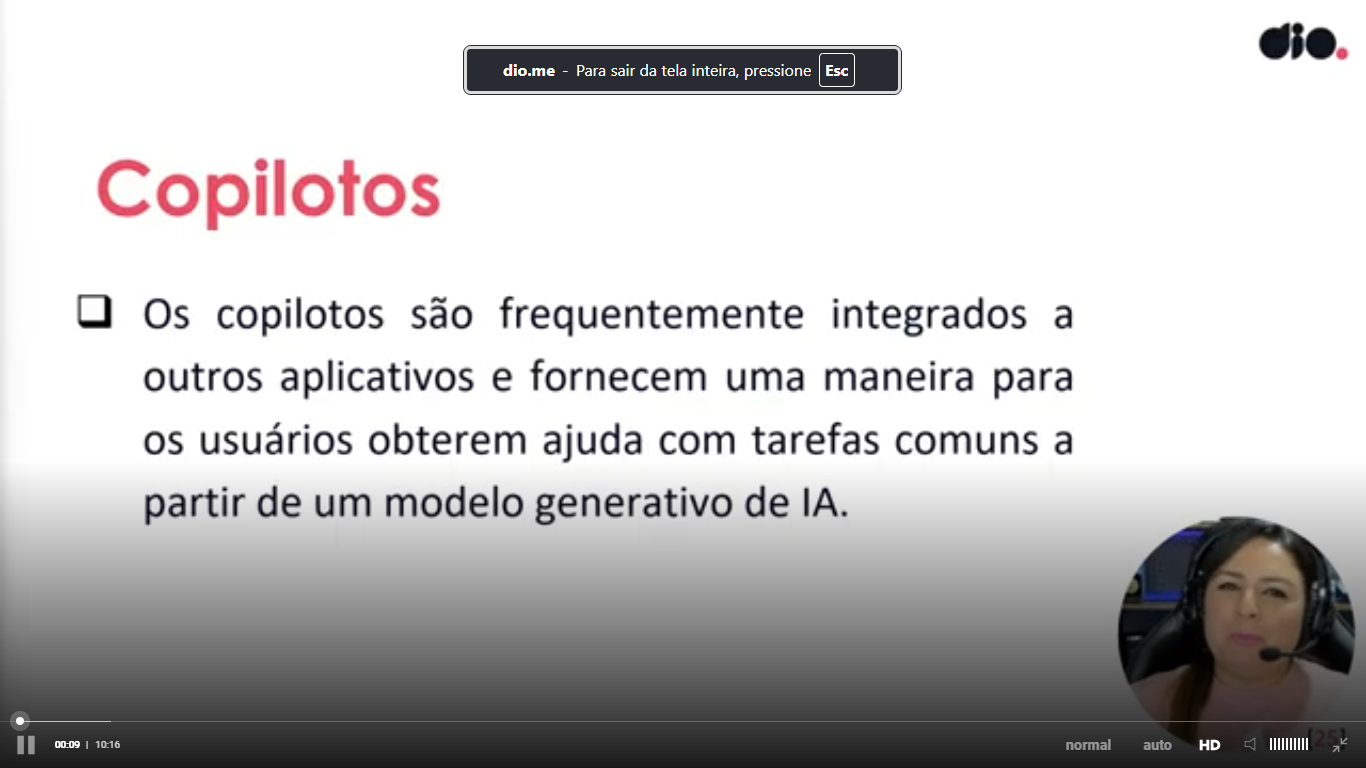 dio.
dio.me - Para sair da tela inteira, pressione Esc
Copilotos
Os copilotos são frequentemente integrados a
outros aplicativos e fornecem uma maneira para
os usuários obterem ajuda com tarefas comuns a
partir de um modelo generativo de IA.
[25]
00:09 | 10:16
normal auto HD